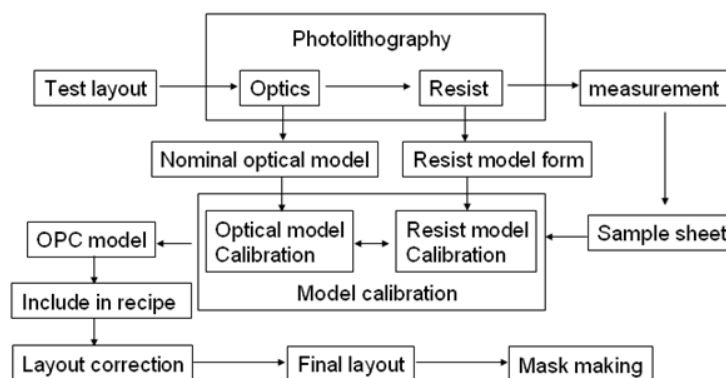 Photolithography
Test layout
Optics
Resist
measurement
Nominal optical model
Resist model form
OPC model
Optical model
Calibration
Resist model
Calibration
Sample sheet
Model calibration
Include in recipe
Layout correction
Final layout
Mask making